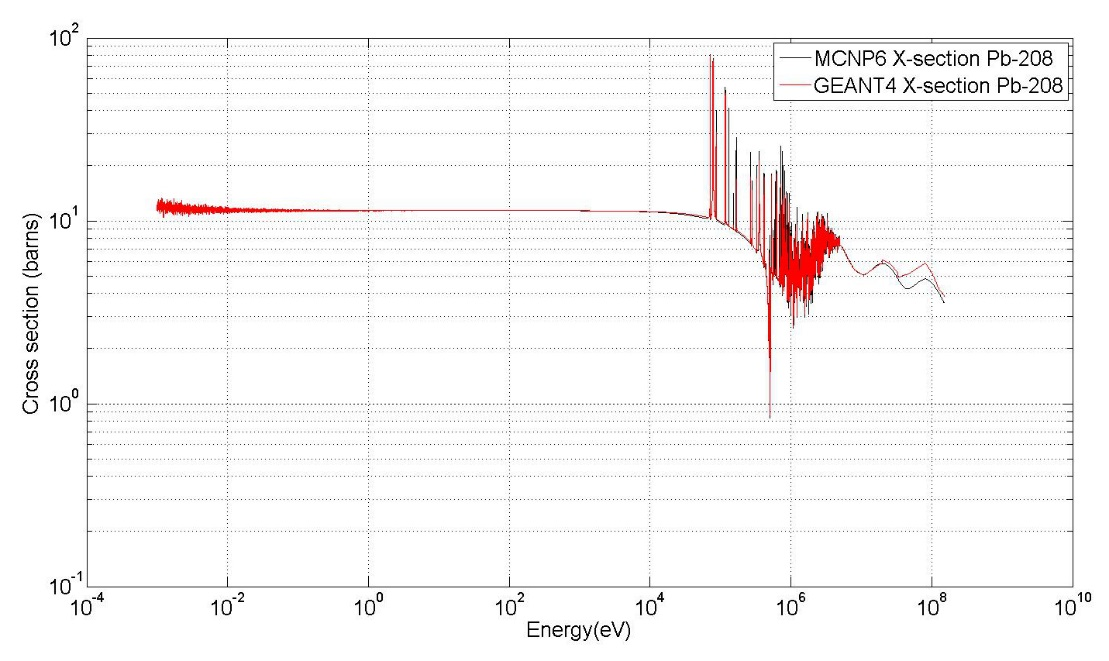 10^2
MCNP6 X-section Pb-208
GEANT4 X-section Pb-208
10^1
Cross section (barns)
10^0
10^-1
10^-4 10^-2 10^0 10^2 10^4 10^6 10^8 10^10
Energy(eV)